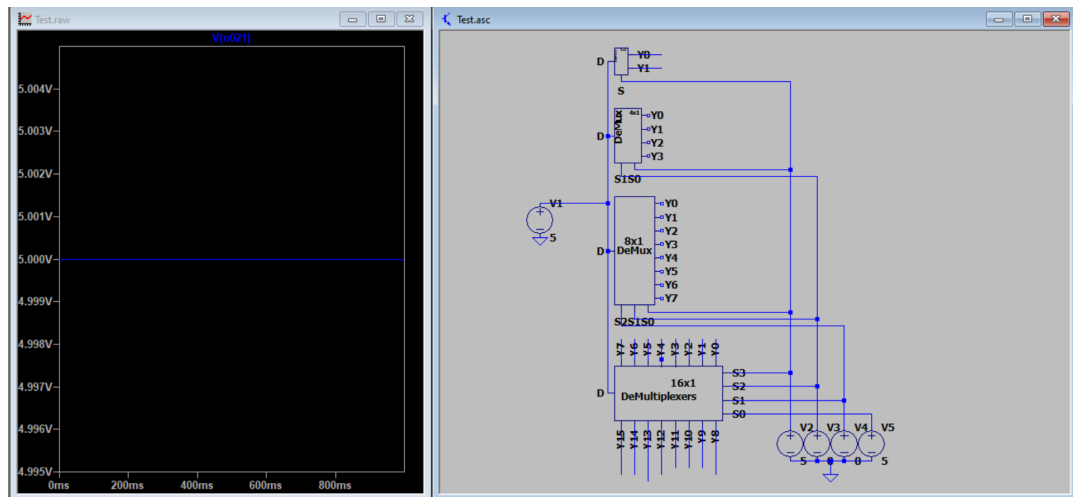 Test.raw
V(n021)
5.004V
5.003V
5.002V
5.001V
5.000V
4.999V
4.998V
4.997V
4.996V
4.995V
0ms 200ms 400ms 600ms 800ms
Test.asc
D Y0
Y1
S
DeMux 4x1
D Y0
Y1
Y2
Y3
S1S0
V1
5
8x1
DeMux
D Y0
Y1
Y2
Y3
Y4
Y5
Y6
Y7
S2S1S0
Y7 Y6 Y5 Y4 Y3 Y2 Y1 Y0
16x1
DeMultiplexers
D S3
S2
S1
S0
Y15 Y14 Y13 Y12 Y11 Y10 Y9 Y8
V2 V3 V4 V5
5 0 0 5